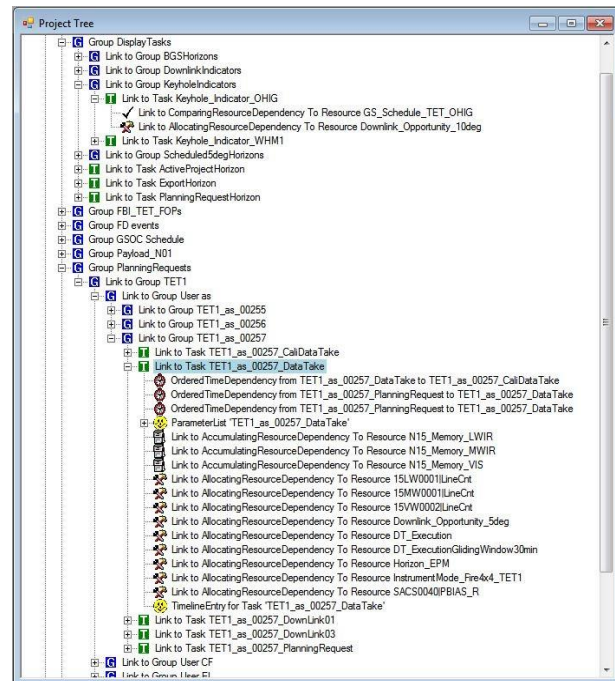 Project Tree
Group DisplayTasks
Link to Group BGSHorizons
Link to Group DownlinkIndicators
Link to Group KeyholeIndicators
Link to Task Keyhole_Indicator_OHIG
Link to ComparingResourceDependency To Resource GS_Schedule_TET_OHIG
Link to AllocatingResourceDependency To Resource Downlink_Opportunity_10deg
Link to Task Keyhole_Indicator_WHM1
Link to Group Scheduled5degHorizons
Link to Task ActiveProjectHorizon
Link to Task ExportHorizon
Link to Task PlanningRequestHorizon
Group FBI_TET_FOPs
Group FD events
Group GSOC Schedule
Group Payload_N01
Group PlanningRequests
Link to Group TET1
Link to Group User as
Link to Group TET1_as_00255
Link to Group TET1_as_00256
Link to Group TET1_as_00257
Link to Task TET1_as_00257_CaliDataTake
Link to Task TET1_as_00257_DataTake
OrderedTimeDependency from TET1_as_00257_DataTake to TET1_as_00257_CaliDataTake
OrderedTimeDependency from TET1_as_00257_PlanningRequest to TET1_as_00257_DataTake
OrderedTimeDependency from TET1_as_00257_PlanningRequest to TET1_as_00257_DataTake
ParameterList 'TET1_as_00257_DataTake'
Link to AccumulatingResourceDependency To Resource N15_Memory_LWIR
Link to AccumulatingResourceDependency To Resource N15_Memory_MWIR
Link to AccumulatingResourceDependency To Resource N15_Memory_VIS
Link to AllocatingResourceDependency To Resource 15LW0001|LineCnt
Link to AllocatingResourceDependency To Resource 15MW0001|LineCnt
Link to AllocatingResourceDependency To Resource 15VW0002|LineCnt
Link to AllocatingResourceDependency To Resource Downlink_Opportunity_5deg
Link to AllocatingResourceDependency To Resource DT_Execution
Link to AllocatingResourceDependency To Resource DT_ExecutionGlidingWindow30min
Link to AllocatingResourceDependency To Resource Horizon_EPM
Link to AllocatingResourceDependency To Resource InstrumentMode_Fire4x4_TET1
Link to AllocatingResourceDependency To Resource SACS0040|PBIAS_R
TimelineEntry for Task 'TET1_as_00257_DataTake'
Link to Task TET1_as_00257_DownLink01
Link to Task TET1_as_00257_DownLink03
Link to Task TET1_as_00257_PlanningRequest
Link to Group User CF
Link to Group User